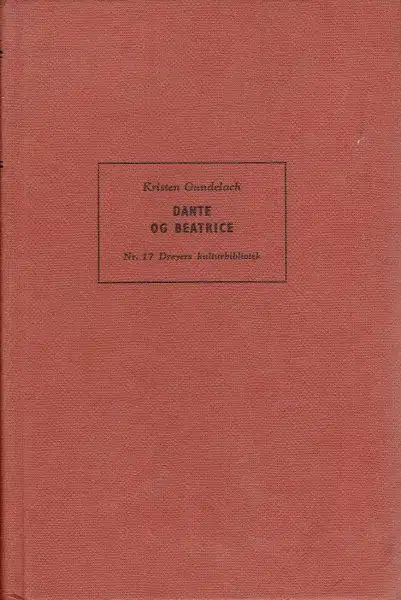 Kristen Gundelach
DANTE
OG BEATRICE
Nr. 17 Dreyers kulturbibliotek